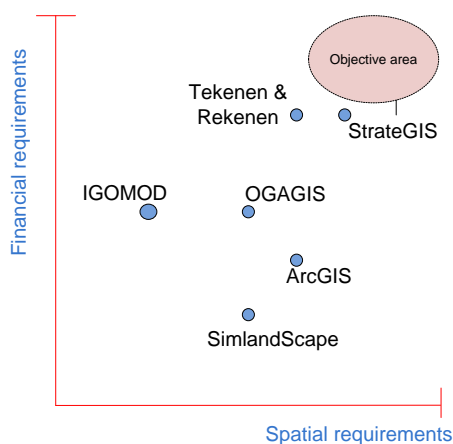 Objective area
Tekenen &
Rekenen
StrateGIS
IGOMOD
OGAGIS
ArcGIS
SimlandScape
Financial requirements
Spatial requirements